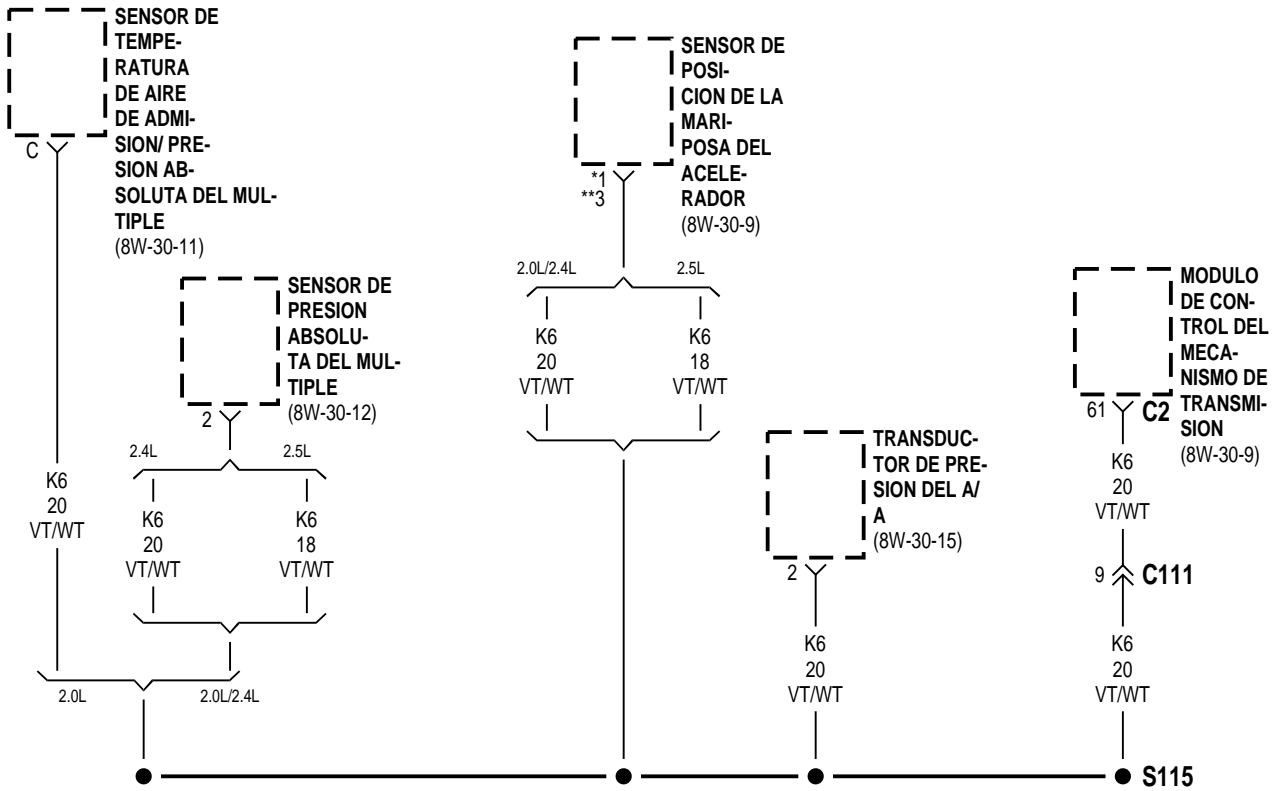 SENSOR DE
TEMPE-
RATURA
DE AIRE
DE ADMI-
SION/ PRE-
SION AB-
SOLUTA DEL MUL-
TIPLE
(8W-30-11)
C
K6
20
VT/WT
SENSOR DE
PRESION
ABSOLU-
TA DEL MUL-
TIPLE
(8W-30-12)
2
2.4L
2.5L
K6
20
VT/WT
K6
18
VT/WT
2.0L
2.0L/2.4L
SENSOR DE
POSI-
CION DE LA
MARI-
POSA DEL
ACELE-
RADOR
(8W-30-9)
*1
**3
2.0L/2.4L
2.5L
K6
20
VT/WT
K6
18
VT/WT
TRANSDUC-
TOR DE PRE-
SION DEL A/
A
(8W-30-15)
2
K6
20
VT/WT
MODULO
DE CON-
TROL DEL
MECA-
NISMO DE
TRANSMI-
SION
(8W-30-9)
61
C2
K6
20
VT/WT
9
C111
K6
20
VT/WT
S115